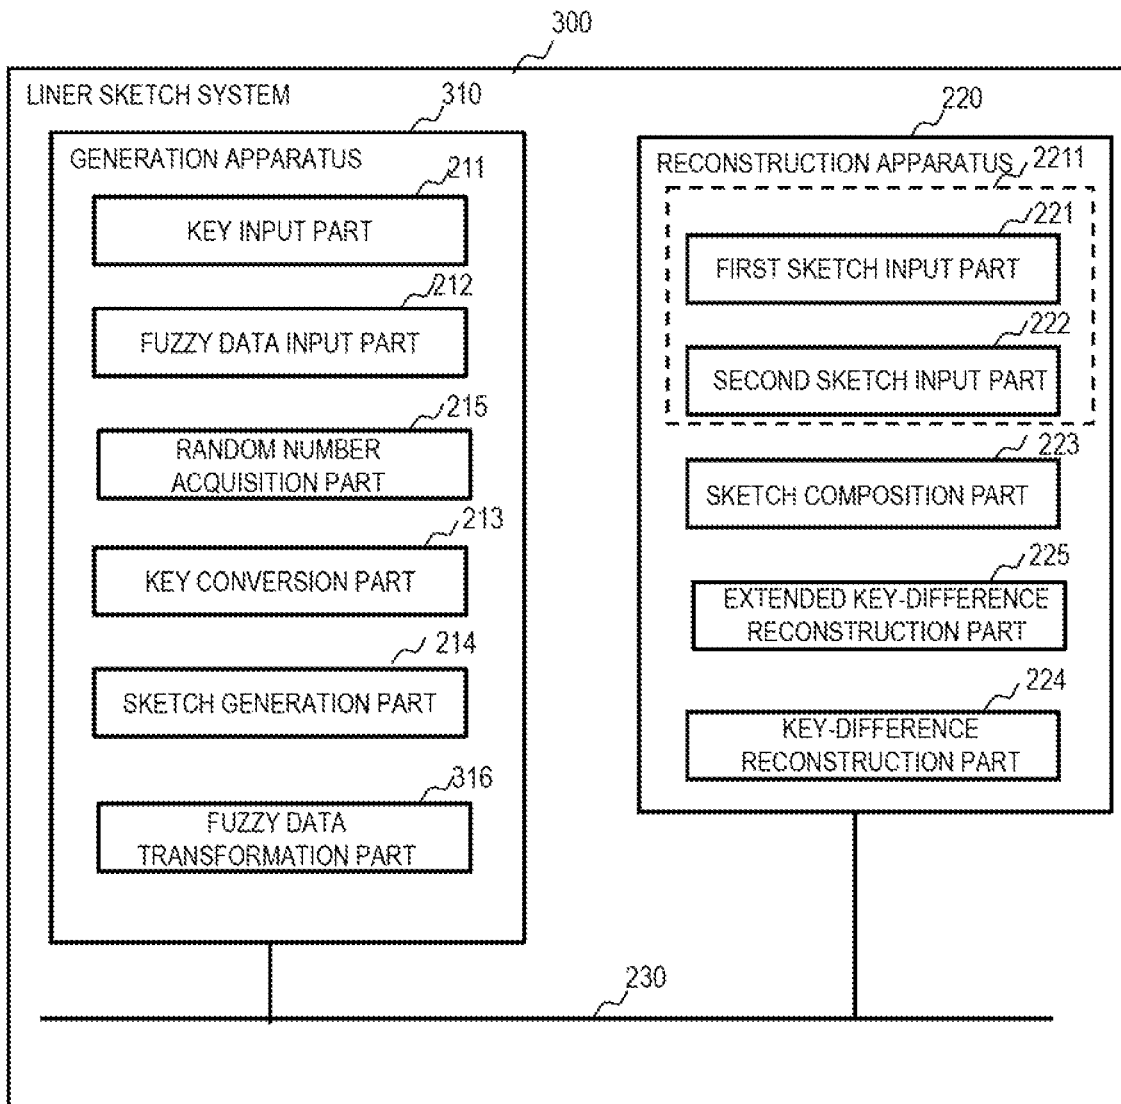 300
LINER SKETCH SYSTEM
310
GENERATION APPARATUS
211
KEY INPUT PART
212
FUZZY DATA INPUT PART
215
RANDOM NUMBER
ACQUISITION PART
213
KEY CONVERSION PART
214
SKETCH GENERATION PART
316
FUZZY DATA
TRANSFORMATION PART
220
RECONSTRUCTION APPARATUS
2211
221
FIRST SKETCH INPUT PART
222
SECOND SKETCH INPUT PART
223
SKETCH COMPOSITION PART
225
EXTENDED KEY-DIFFERENCE
RECONSTRUCTION PART
224
KEY-DIFFERENCE
RECONSTRUCTION PART
230